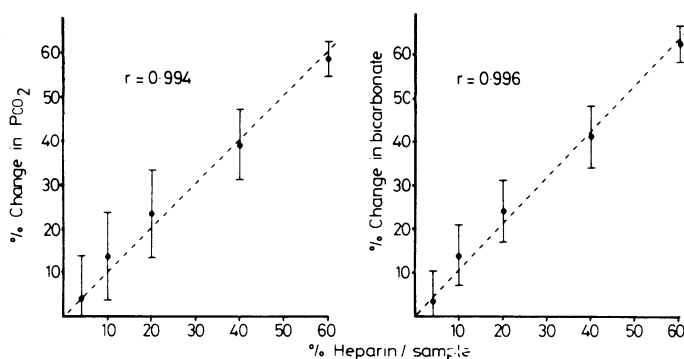 % Change in PCO2
60
50
40
30
20
10
r = 0·994
10 20 30 40 50 60
% Change in bicarbonate
60
50
40
30
20
10
r = 0·996
10 20 30 40 50 60
% Heparin / sample